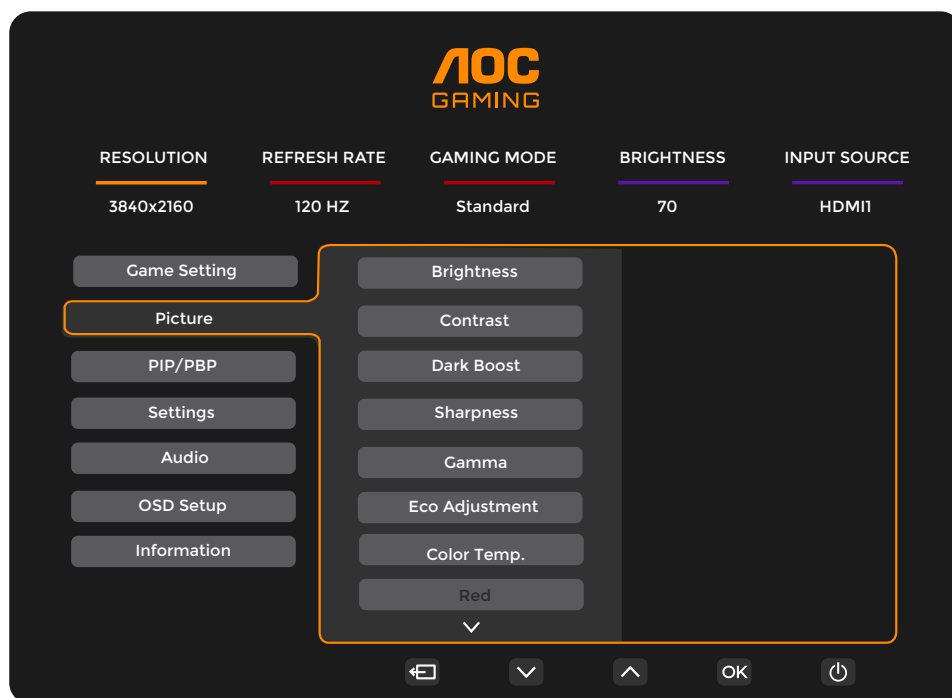 AOC
GAMING
RESOLUTION REFRESH RATE GAMING MODE BRIGHTNESS INPUT SOURCE
3840x2160 120 HZ Standard 70 HDMI1
Game Setting
Picture
PIP/PBP
Settings
Audio
OSD Setup
Information
Brightness
Contrast
Dark Boost
Sharpness
Gamma
Eco Adjustment
Color Temp.
Red
OK